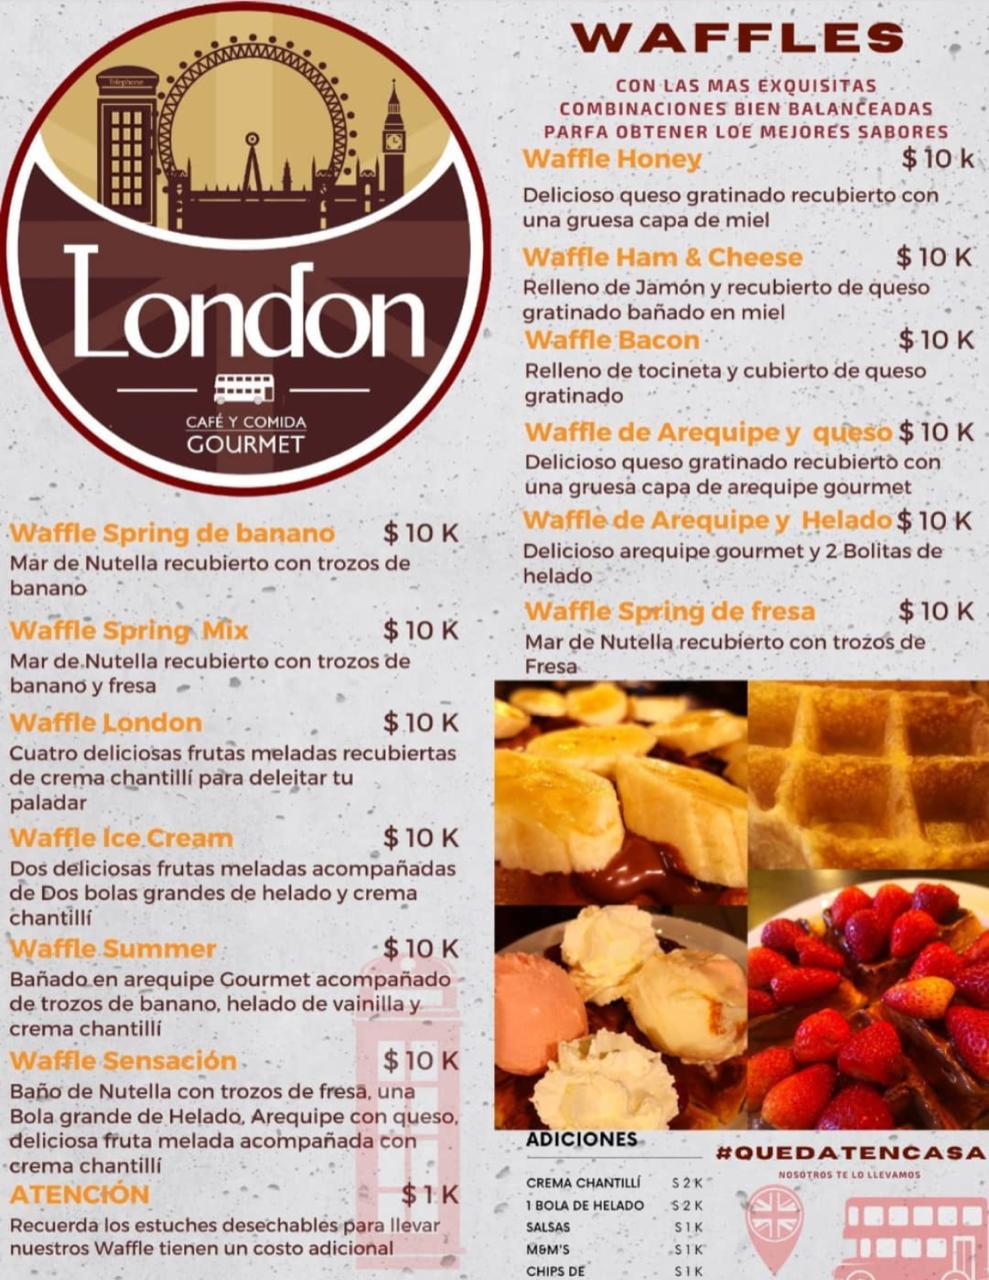 Telephone
London
CAFÉ Y COMIDA
GOURMET
WAFFLES
CON LAS MAS EXQUISITAS
COMBINACIONES BIEN BALANCEADAS
PARFA OBTENER LOE MEJORES SABORES
Waffle Honey $ 10 k
Delicioso queso gratinado recubierto con
una gruesa capa de miel
Waffle Ham & Cheese $ 10 K
Relleno de Jamón y recubierto de queso
gratinado bañado en miel
Waffle Bacon $ 10 K
Relleno de tocineta y cubierto de queso
gratinado
Waffle de Arequipe y queso $ 10 K
Delicioso queso gratinado recubierto con
una gruesa capa de arequipe gourmet
Waffle de Arequipe y Helado $ 10 K
Delicioso arequipe gourmet y 2 Bolitas de
helado
Waffle Spring de fresa $ 10 K
Mar de Nutella recubierto con trozos de
Fresa
Waffle Spring de banano $ 10 K
Mar de Nutella recubierto con trozos de
banano
Waffle Spring Mix $ 10 K
Mar de Nutella recubierto con trozos de
banano y fresa
Waffle London $ 10 K
Cuatro deliciosas frutas meladas recubiertas
de crema chantillí para deleitar tu
paladar
Waffle Ice Cream $ 10 K
Dos deliciosas frutas meladas acompañadas
de Dos bolas grandes de helado y crema
chantillí
Waffle Summer $ 10 K
Bañado en arequipe Gourmet acompañado
de trozos de banano, helado de vainilla y
crema chantillí
Waffle Sensación $ 10 K
Baño de Nutella con trozos de fresa, una
Bola grande de Helado, Arequipe con queso,
deliciosa fruta melada acompañada con
crema chantillí
ATENCIÓN $ 1 K
Recuerda los estuches desechables para llevar
nuestros Waffle tienen un costo adicional
ADICIONES
CREMA CHANTILLÍ $ 2 K
1 BOLA DE HELADO $ 2 K
SALSAS $ 1 K
M&M'S $ 1 K
CHIPS DE $ 1 K
#QUEDATENCASA
NOSOTROS TE LO LLEVAMOS